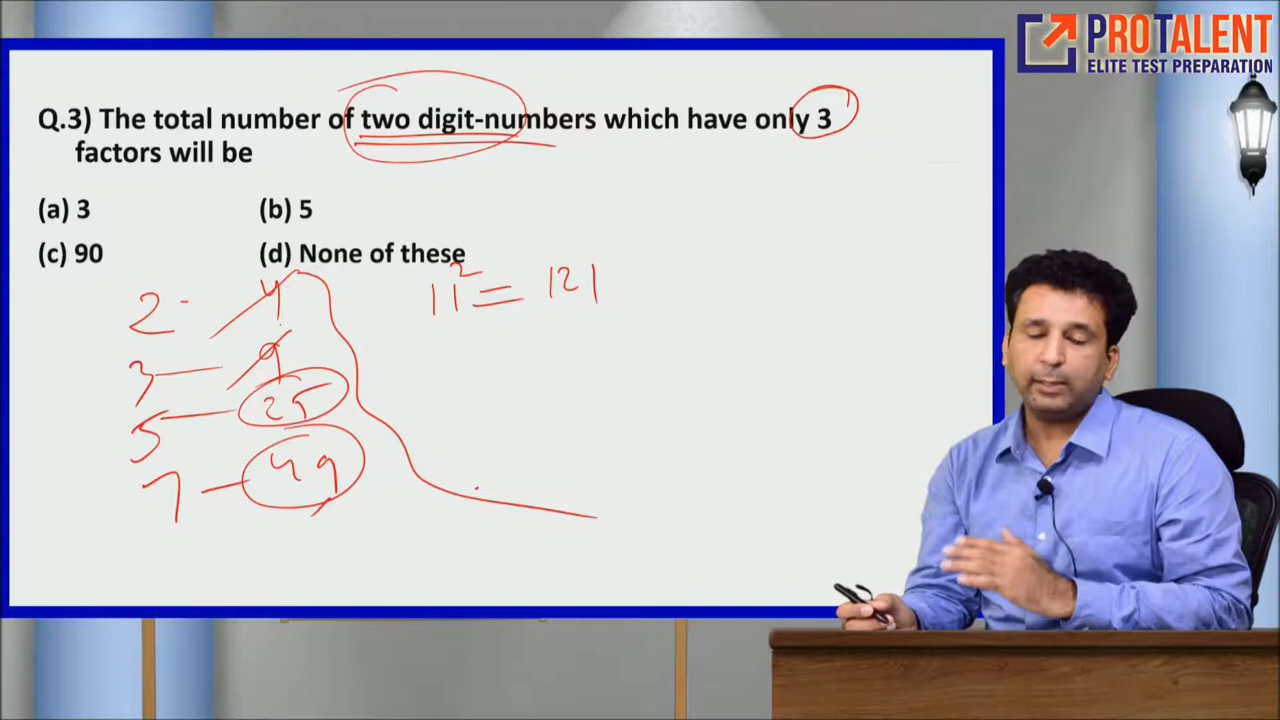 PROTALENT
ELITE TEST PREPARATION
Q.3) The total number of two digit-numbers which have only 3
factors will be
(a) 3 (b) 5
(c) 90 (d) None of these
2 4 11² = 121
3 9
5 25
7 49